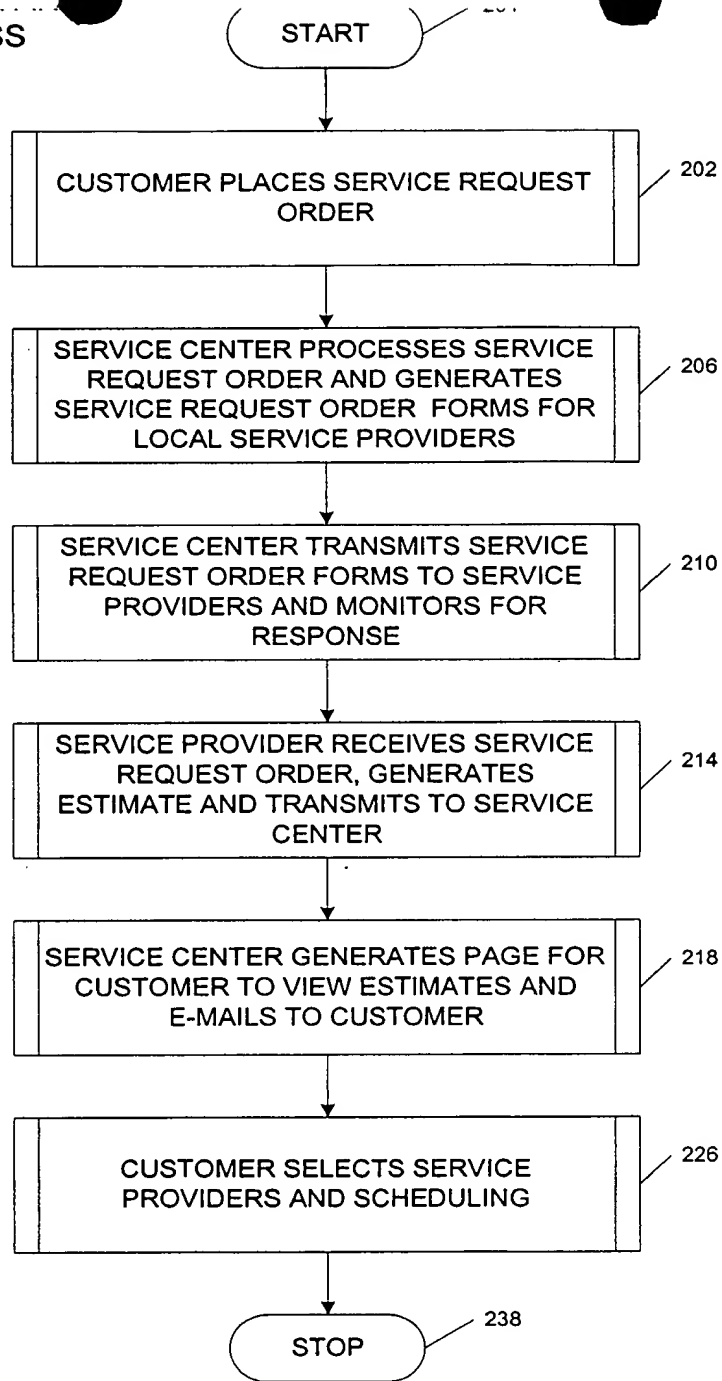 START
CUSTOMER PLACES SERVICE REQUEST
ORDER
202
SERVICE CENTER PROCESSES SERVICE
REQUEST ORDER AND GENERATES
SERVICE REQUEST ORDER FORMS FOR
LOCAL SERVICE PROVIDERS
206
SERVICE CENTER TRANSMITS SERVICE
REQUEST ORDER FORMS TO SERVICE
PROVIDERS AND MONITORS FOR
RESPONSE
210
SERVICE PROVIDER RECEIVES SERVICE
REQUEST ORDER, GENERATES
ESTIMATE AND TRANSMITS TO SERVICE
CENTER
214
SERVICE CENTER GENERATES PAGE FOR
CUSTOMER TO VIEW ESTIMATES AND
E-MAILS TO CUSTOMER
218
CUSTOMER SELECTS SERVICE
PROVIDERS AND SCHEDULING
226
STOP
238